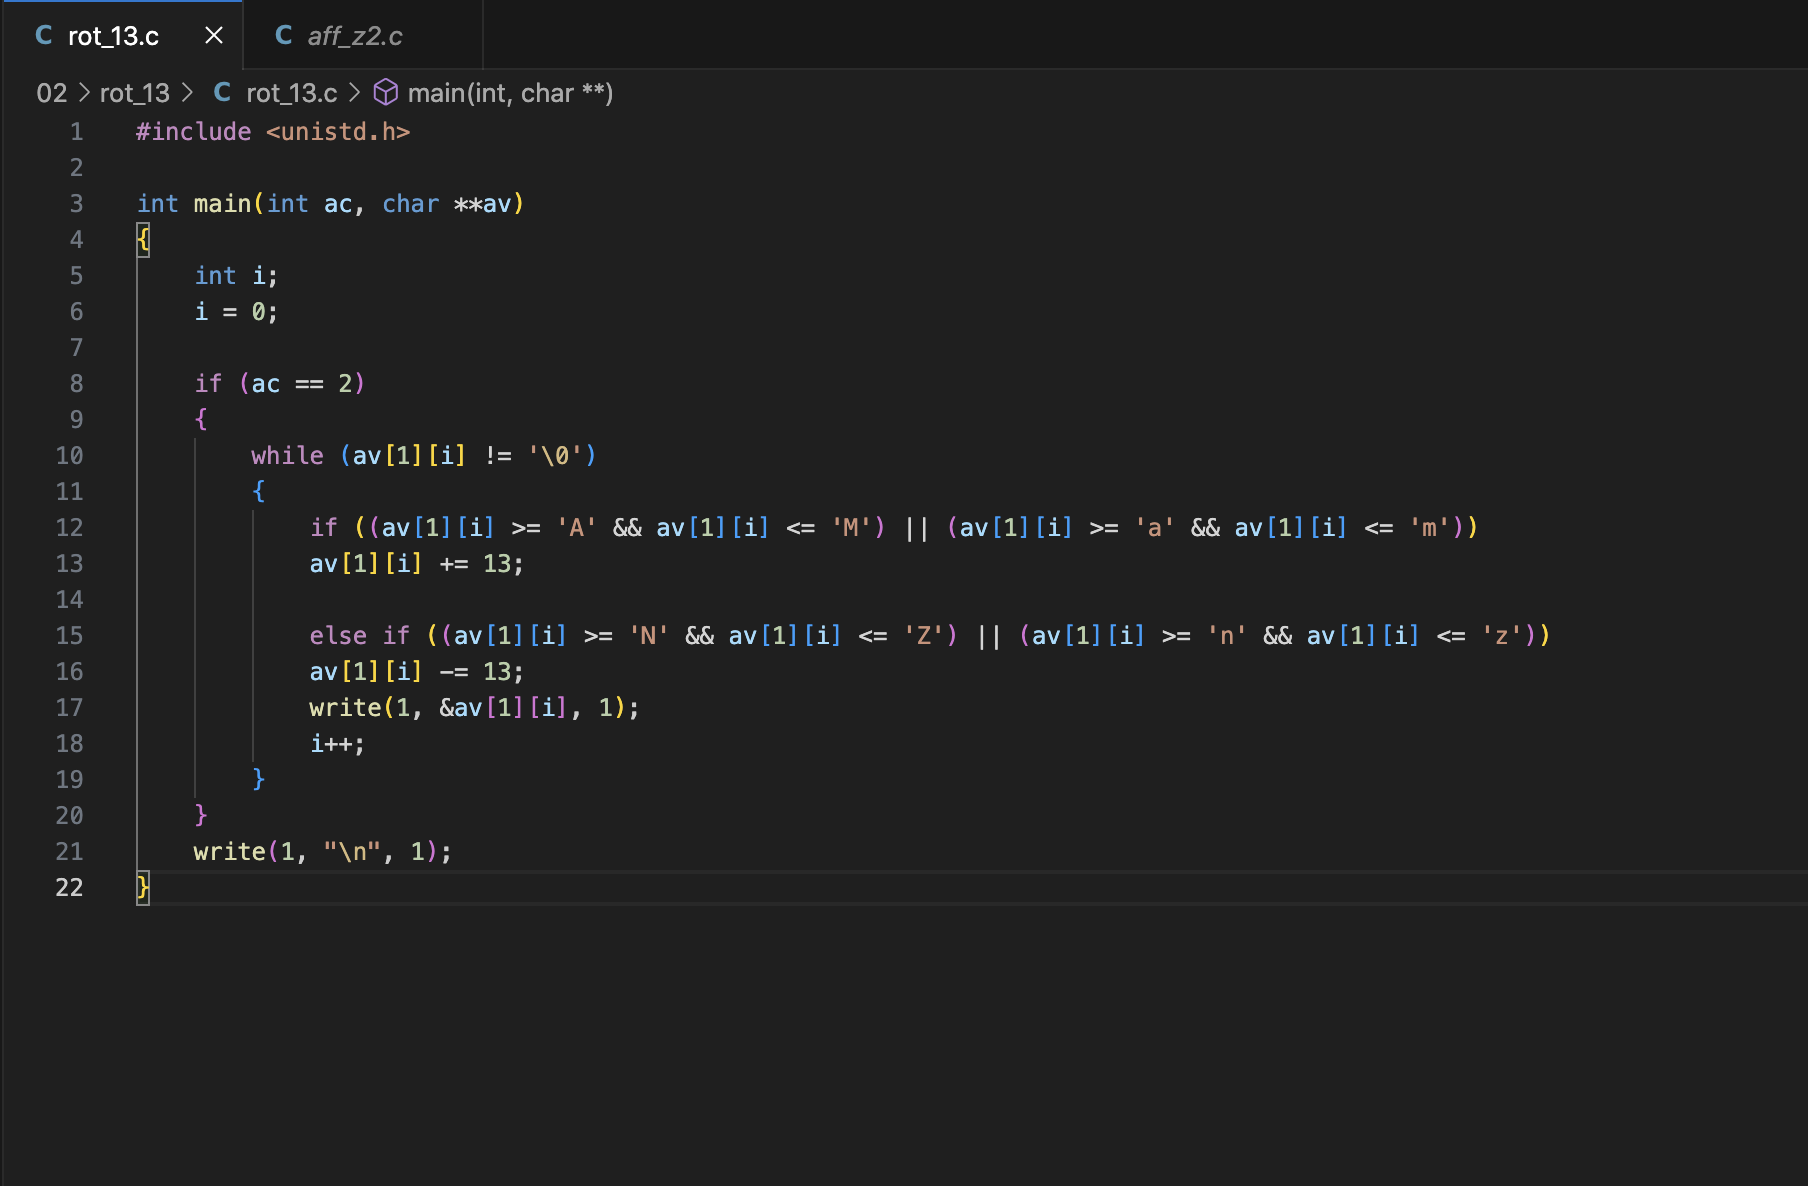 C rot_13.c × C aff_z2.c
02 > rot_13 > C rot_13.c > main(int, char **)
1 #include <unistd.h>
2
3 int main(int ac, char **av)
4 {
5     int i;
6     i = 0;
7
8     if (ac == 2)
9     {
10         while (av[1][i] != '\0')
11         {
12             if ((av[1][i] >= 'A' && av[1][i] <= 'M') || (av[1][i] >= 'a' && av[1][i] <= 'm'))
13             av[1][i] += 13;
14
15             else if ((av[1][i] >= 'N' && av[1][i] <= 'Z') || (av[1][i] >= 'n' && av[1][i] <= 'z'))
16             av[1][i] -= 13;
17             write(1, &av[1][i], 1);
18             i++;
19         }
20     }
21     write(1, "\n", 1);
22 }